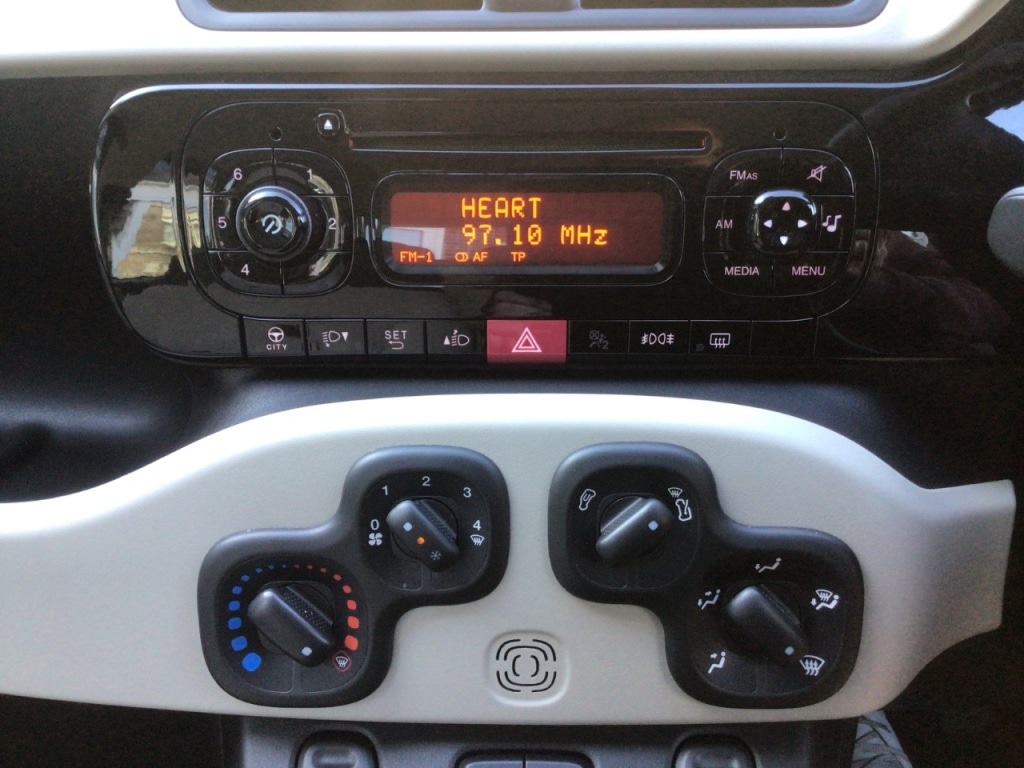 6 1
5 2
4
HEART
97.10 MHz
FM-1 AF TP
FMAS
AM
MEDIA MENU
CITY
SET
0 1 2 3 4